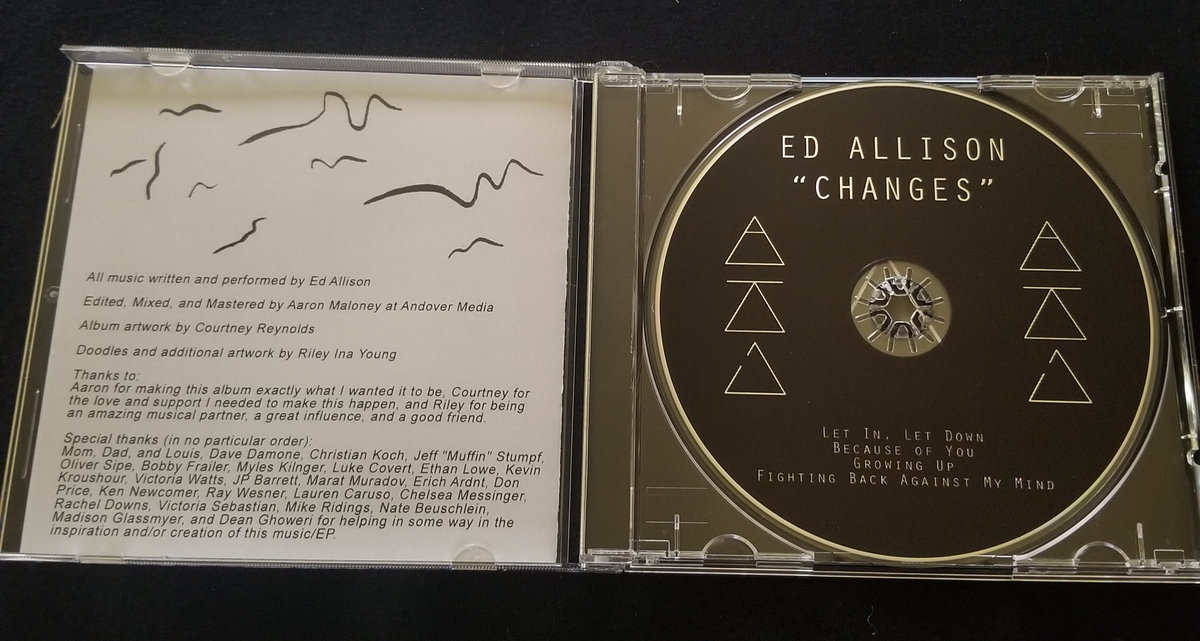 All music written and performed by Ed Allison
Edited, Mixed, and Mastered by Aaron Maloney at Andover Media
Album artwork by Courtney Reynolds
Doodles and additional artwork by Riley Ina Young
Thanks to:
Aaron for making this album exactly what I wanted it to be, Courtney for
the love and support I needed to make this happen, and Riley for being
an amazing musical partner, a great influence, and a good friend.
Special thanks (in no particular order):
Mom, Dad, and Louis, Dave Damone, Christian Koch, Jeff "Muffin" Stumpf,
Oliver Sipe, Bobby Frailer, Myles Kilnger, Luke Covert, Ethan Lowe, Kevin
Kroushour, Victoria Watts, JP Barrett, Marat Muradov, Erich Ardnt, Don
Price, Ken Newcomer, Ray Wesner, Lauren Caruso, Chelsea Messinger,
Rachel Downs, Victoria Sebastian, Mike Ridings, Nate Beuschlein,
Madison Glassmyer, and Dean Ghoweri for helping in some way in the
inspiration and/or creation of this music/EP.
ED ALLISON
“CHANGES”
LET IN, LET DOWN
BECAUSE OF YOU
GROWING UP
FIGHTING BACK AGAINST MY MIND